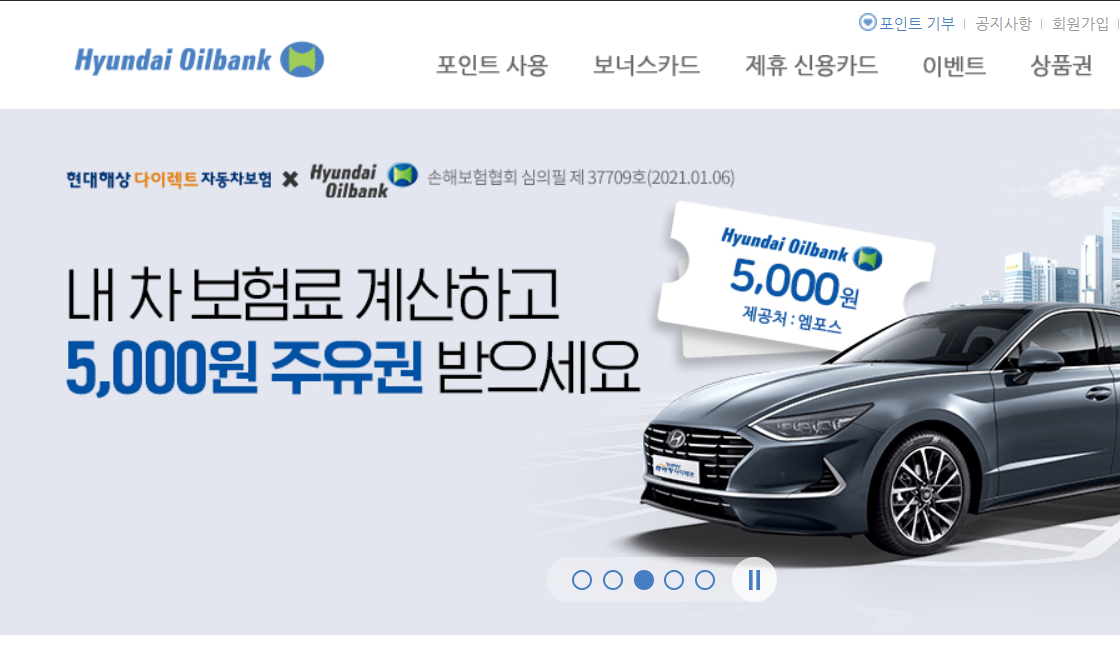 포인트 기부 공지사항 회원가입
Hyundai Oilbank
포인트 사용 보너스카드 제휴 신용카드 이벤트 상품권
현대해상 다이렉트 자동차보험 × Hyundai Oilbank 손해보험협회 심의필 제 37709호(2021.01.06)
내 차 보험료 계산하고
5,000원 주유권 받으세요
Hyundai Oilbank
5,000원
제공처 : 엠포스